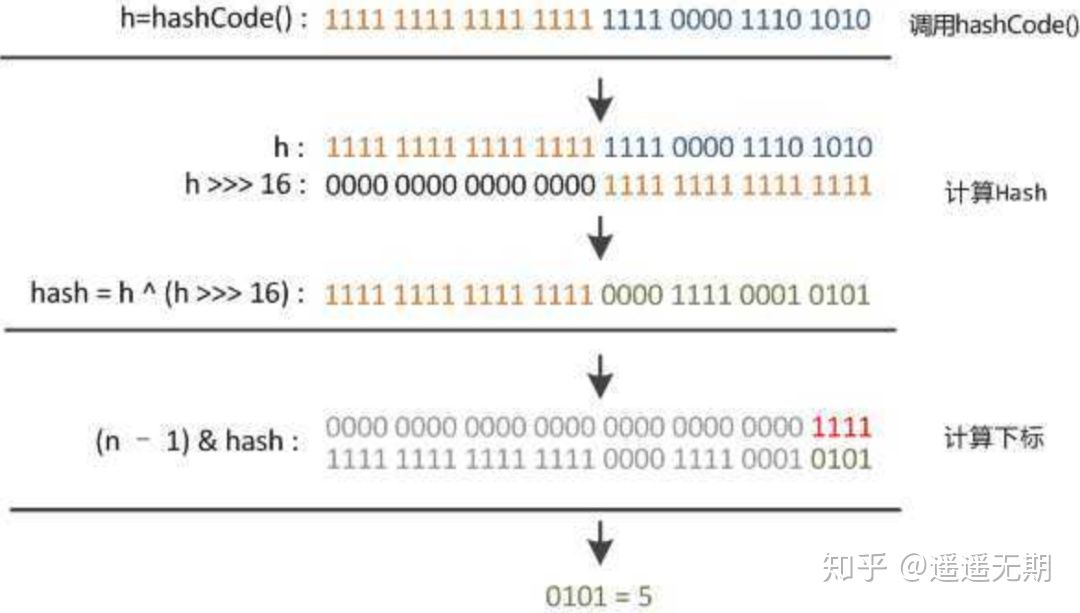 h=hashCode() : 1111 1111 1111 1111 1111 0000 1110 1010 调用hashCode()
h : 1111 1111 1111 1111 1111 0000 1110 1010
h >>> 16 : 0000 0000 0000 0000 1111 1111 1111 1111
计算Hash
hash = h ^ (h >>> 16) : 1111 1111 1111 1111 0000 1111 0001 0101
0000 0000 0000 0000 0000 0000 0000 1111
(n - 1) & hash : 计算下标
1111 1111 1111 1111 0000 1111 0001 0101
0101 = 5
知乎 @遥遥无期